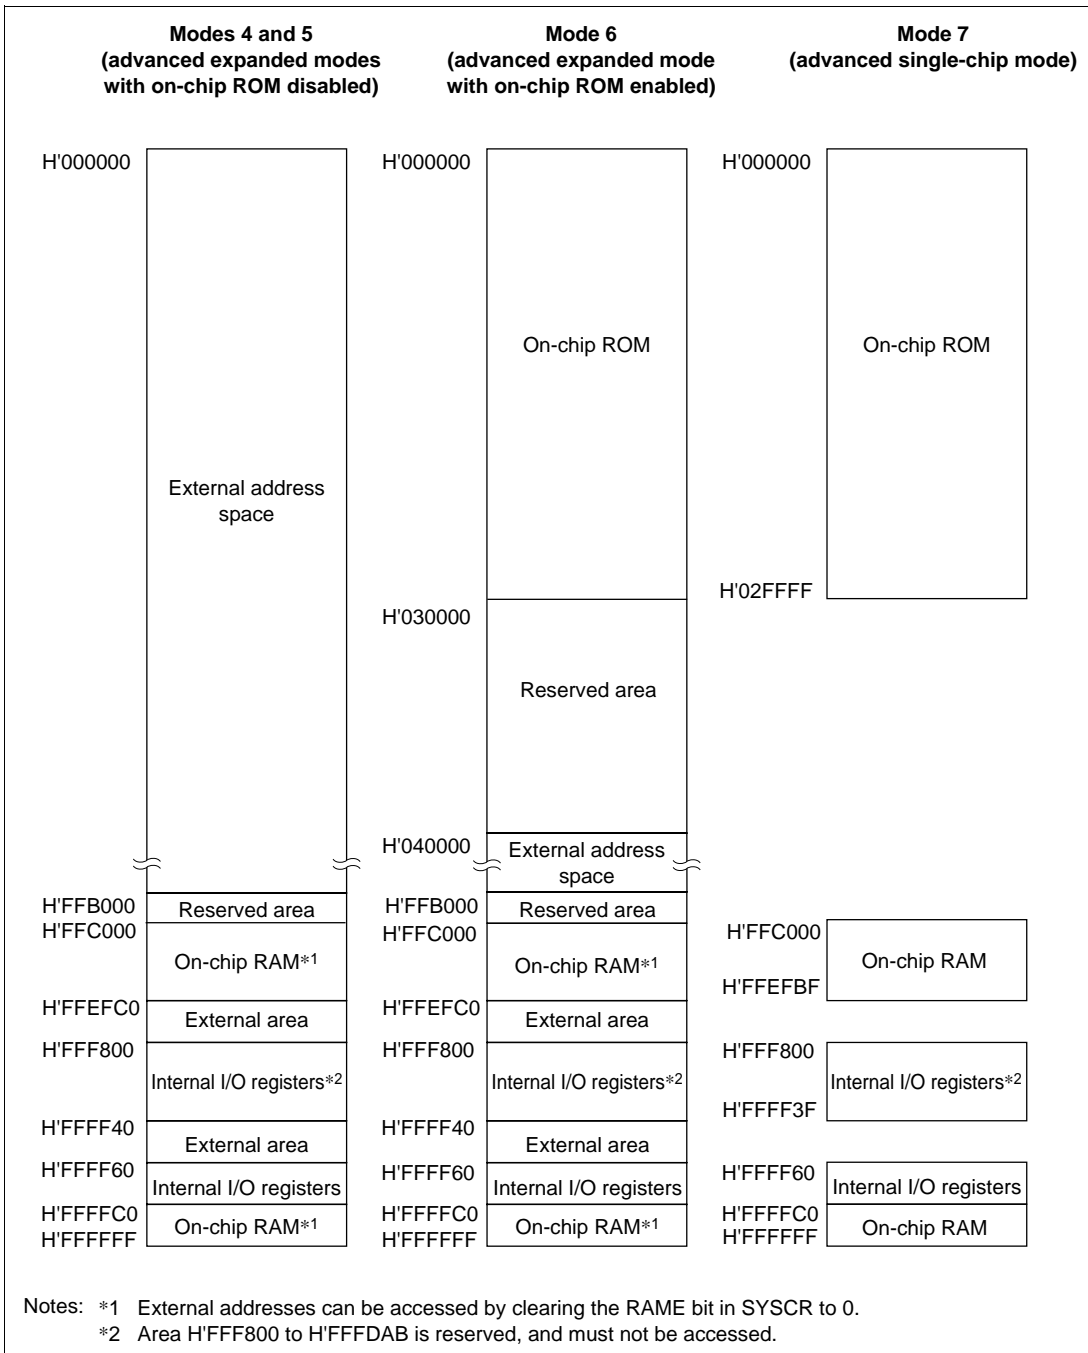 Modes 4 and 5
(advanced expanded modes
with on-chip ROM disabled)
Mode 6
(advanced expanded mode
with on-chip ROM enabled)
Mode 7
(advanced single-chip mode)
H'000000
External address
space
H'FFB000
Reserved area
H'FFC000
On-chip RAM*1
H'FFEFC0
External area
H'FFF800
Internal I/O registers*2
H'FFFF40
External area
H'FFFF60
Internal I/O registers
H'FFFFC0
On-chip RAM*1
H'FFFFFF
H'000000
On-chip ROM
H'030000
Reserved area
H'040000
External address
space
H'FFB000
Reserved area
H'FFC000
On-chip RAM*1
H'FFEFC0
External area
H'FFF800
Internal I/O registers*2
H'FFFF40
External area
H'FFFF60
Internal I/O registers
H'FFFFC0
On-chip RAM*1
H'FFFFFF
H'000000
On-chip ROM
H'02FFFF
H'FFC000
On-chip RAM
H'FFEFBF
H'FFF800
Internal I/O registers*2
H'FFFF3F
H'FFFF60
Internal I/O registers
H'FFFFC0
On-chip RAM
H'FFFFFF
Notes: *1 External addresses can be accessed by clearing the RAME bit in SYSCR to 0.
*2 Area H'FFF800 to H'FFFDAB is reserved, and must not be accessed.